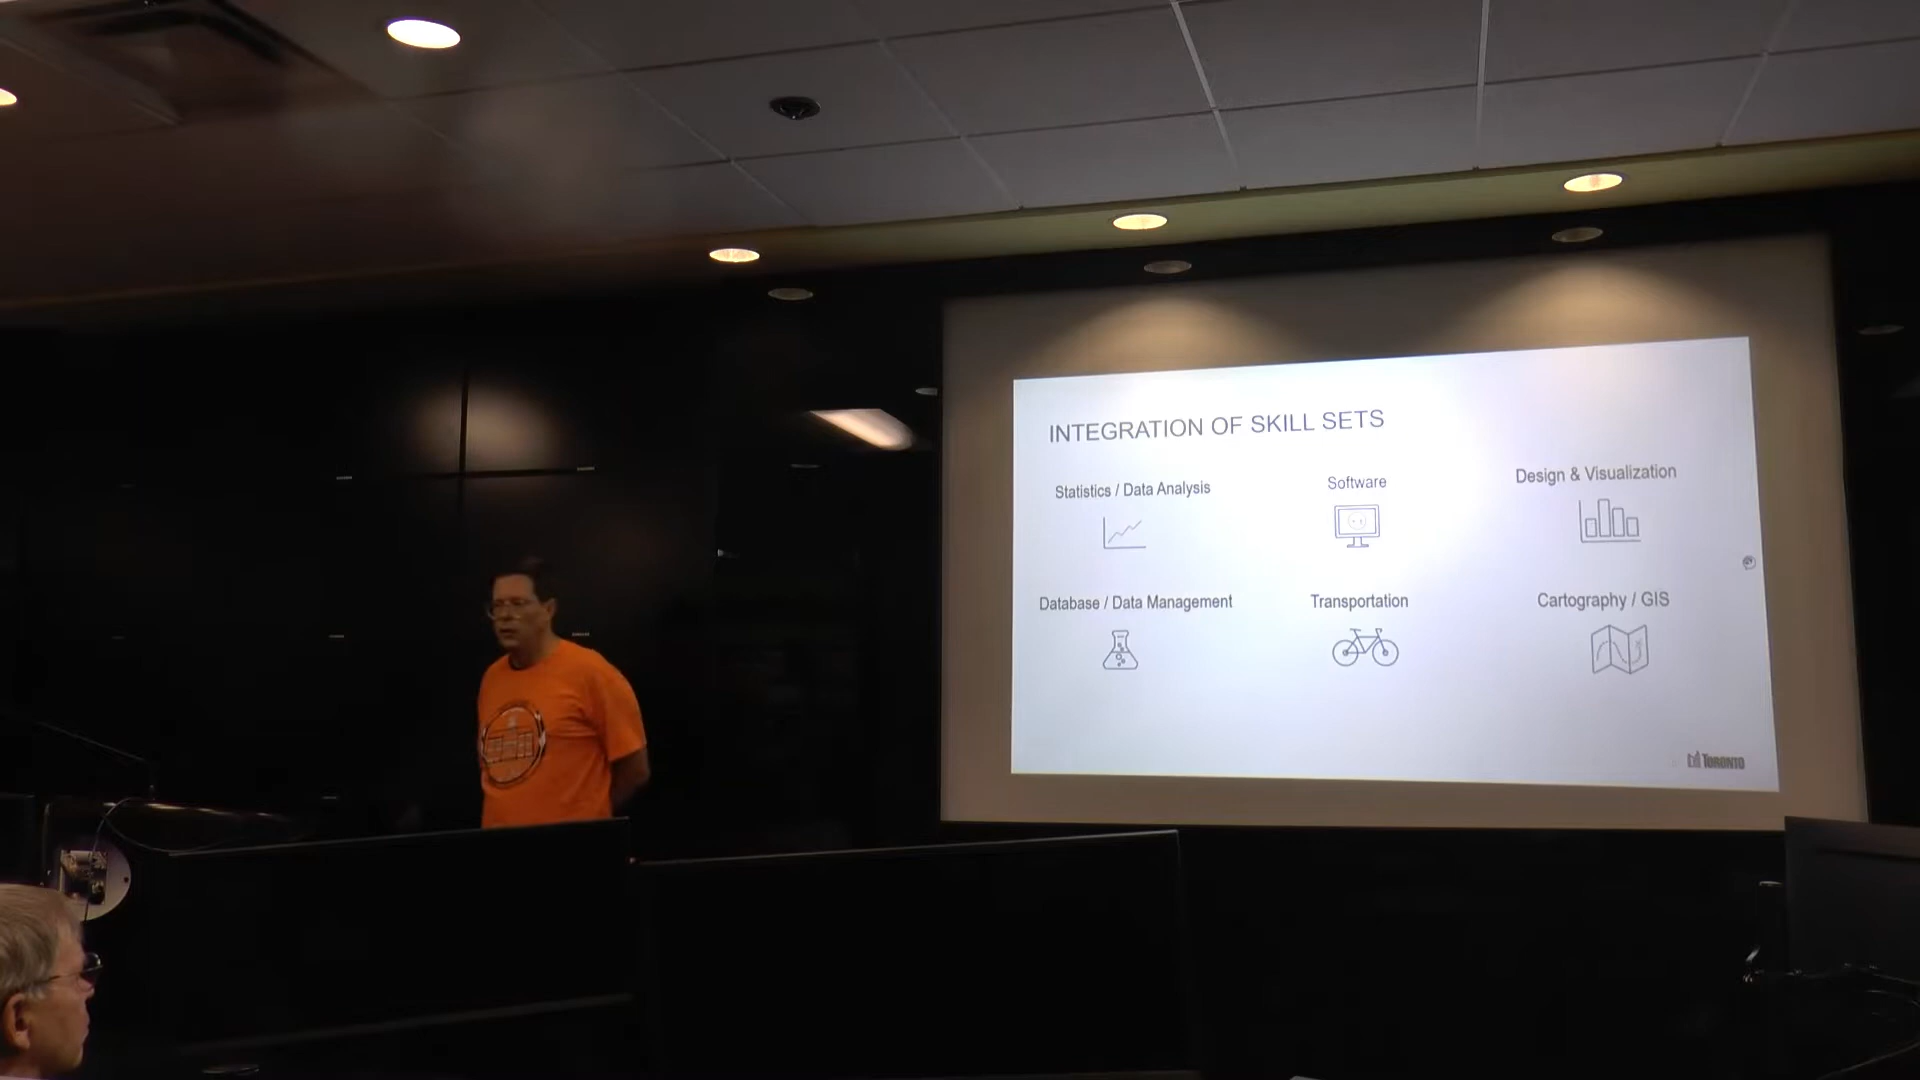 INTEGRATION OF SKILL SETS
Statistics / Data Analysis
Software
Design & Visualization
Database / Data Management
Transportation
Cartography / GIS
TORONTO